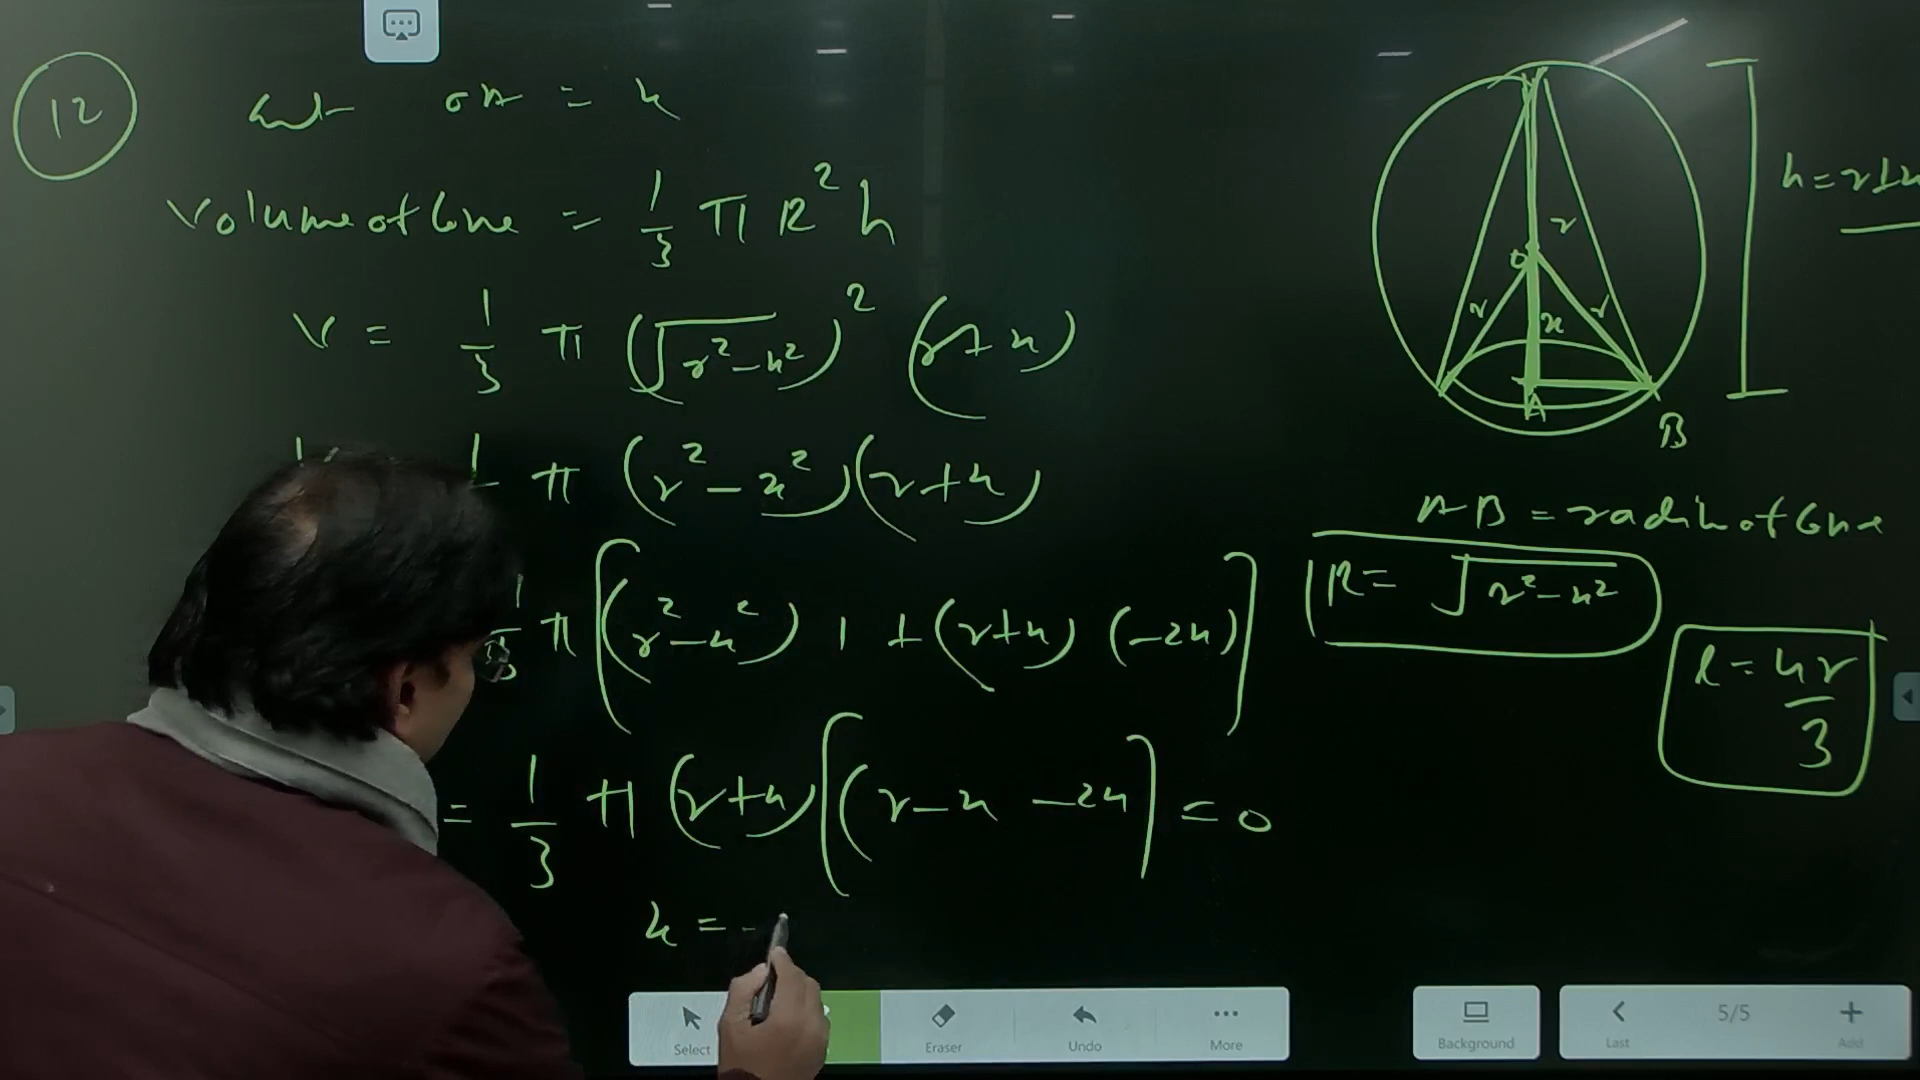 12
Let OA = x
Volume of Cone = 1/3 π R² h
V = 1/3 π (√(r²-x²))² (r+x)
π (r²-x²)(r+x)
π [(r²-x²) 1 + (r+x) (-2x)]
= 1/3 π (r+x) [(r-x -2x] = 0
x = -
r
O
r
r
x
A
B
h=r+x
AB = radius of Cone
R = √(r²-x²)
= 4r/3
Select
Eraser
Undo
More
Background
Last
5/5
Add